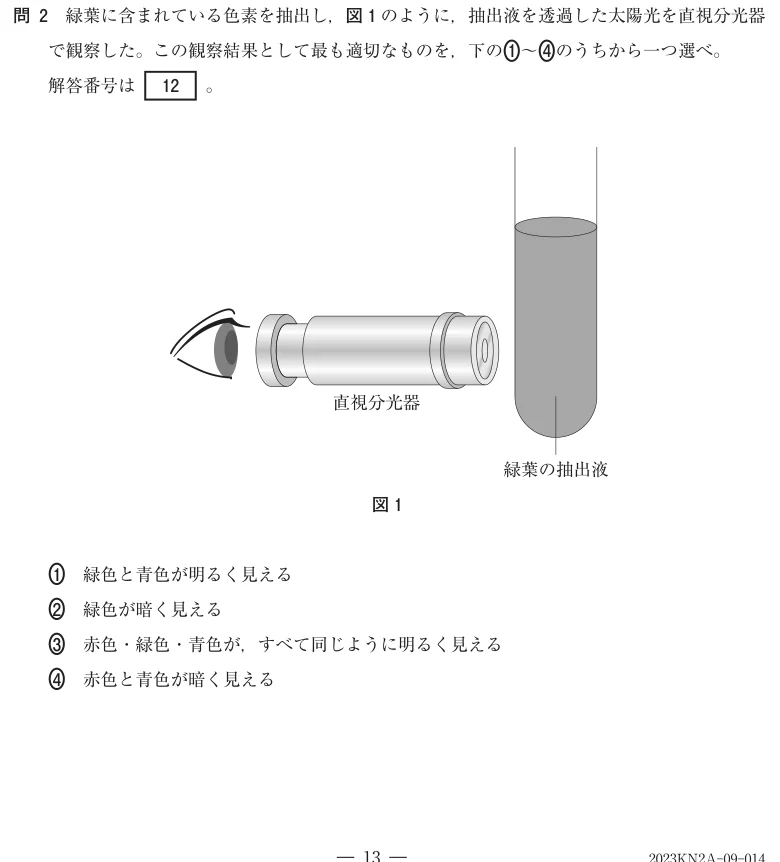 問 2 緑葉に含まれている色素を抽出し，図 1 のように，抽出液を透過した太陽光を直視分光器
で観察した。この観察結果として最も適切なものを，下の①～④のうちから一つ選べ。
解答番号は 12 。
直視分光器
緑葉の抽出液
図 1
① 緑色と青色が明るく見える
② 緑色が暗く見える
③ 赤色・緑色・青色が，すべて同じように明るく見える
④ 赤色と青色が暗く見える
― 13 ―
2023KN2A-09-014